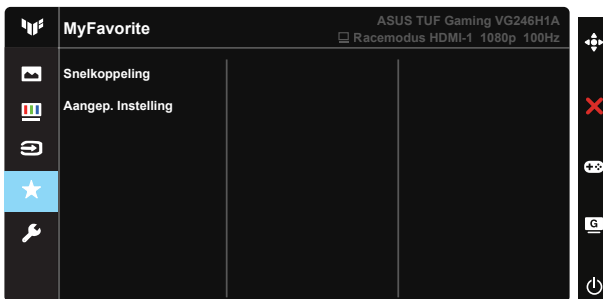 MyFavorite
ASUS TUF Gaming VG246H1A
Racemodus HDMI-1 1080p 100Hz
Snelkoppeling
Aangep. Instelling
G